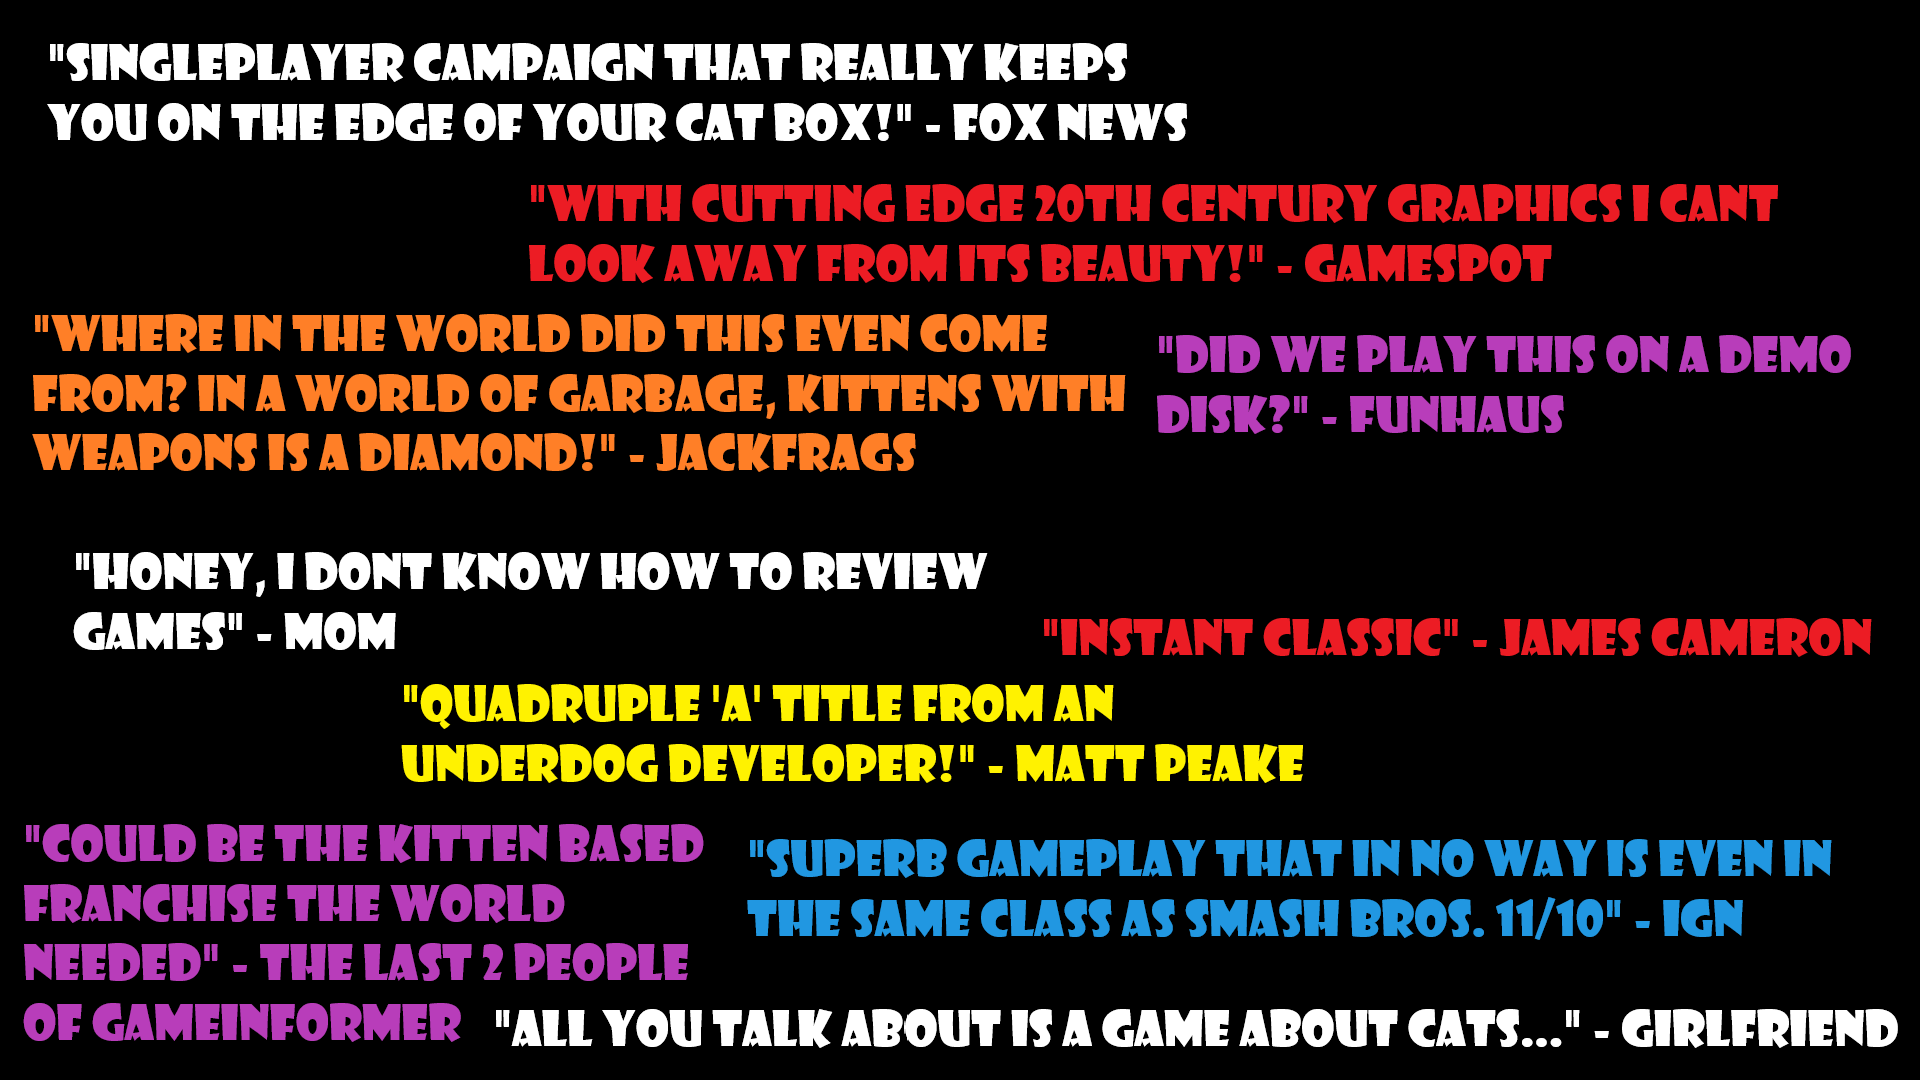 "SINGLEPLAYER CAMPAIGN THAT REALLY KEEPS
YOU ON THE EDGE OF YOUR CAT BOX!" - FOX NEWS
"WITH CUTTING EDGE 20TH CENTURY GRAPHICS I CANT
LOOK AWAY FROM ITS BEAUTY!" - GAMESPOT
"WHERE IN THE WORLD DID THIS EVEN COME
FROM? IN A WORLD OF GARBAGE, KITTENS WITH
WEAPONS IS A DIAMOND!" - JACKFRAGS
"DID WE PLAY THIS ON A DEMO
DISK?" - FUNHAUS
"HONEY, I DONT KNOW HOW TO REVIEW
GAMES" - MOM
"INSTANT CLASSIC" - JAMES CAMERON
"QUADRUPLE 'A' TITLE FROM AN
UNDERDOG DEVELOPER!" - MATT PEAKE
"COULD BE THE KITTEN BASED
FRANCHISE THE WORLD
NEEDED" - THE LAST 2 PEOPLE
OF GAMEINFORMER
"SUPERB GAMEPLAY THAT IN NO WAY IS EVEN IN
THE SAME CLASS AS SMASH BROS. 11/10" - IGN
"ALL YOU TALK ABOUT IS A GAME ABOUT CATS..." - GIRLFRIEND